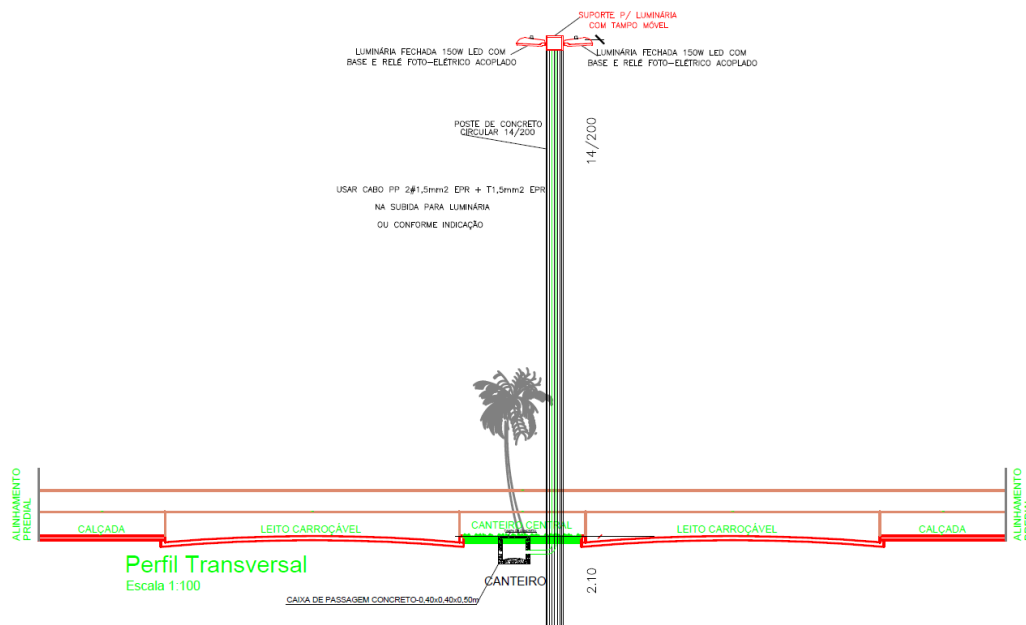 SUPORTE P/ LUMINÁRIA
COM TAMPO MÓVEL
LUMINÁRIA FECHADA 150W LED COM
BASE E RELÉ FOTO-ELÉTRICO ACOPLADO
LUMINÁRIA FECHADA 150W LED COM
BASE E RELÉ FOTO-ELÉTRICO ACOPLADO
POSTE DE CONCRETO
CIRCULAR 14/200
14/200
USAR CABO PP 2#1,5mm2 EPR + T1,5mm2 EPR
NA SUBIDA PARA LUMINÁRIA
OU CONFORME INDICAÇÃO
ALINHAMENTO
PREDIAL
CALÇADA
LEITO CARROÇÁVEL
CANTEIRO CENTRAL
LEITO CARROÇÁVEL
CALÇADA
ALINHAMENTO
PREDIAL
Perfil Transversal
Escala 1:100
CANTEIRO
2.10
CAIXA DE PASSAGEM CONCRETO-0,40x0,40x0,50m